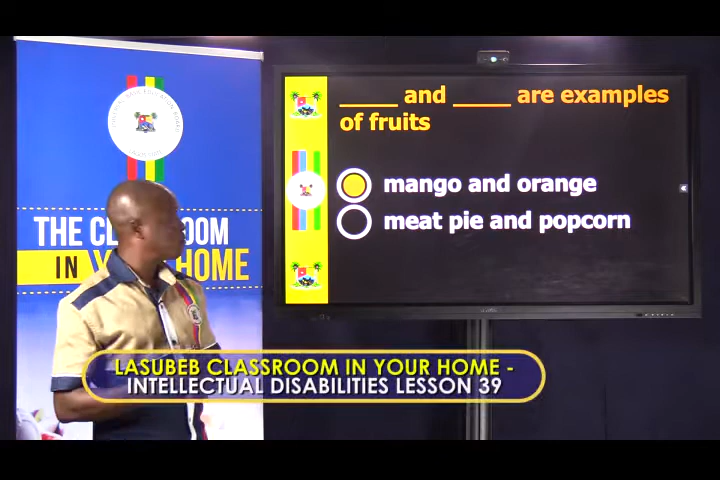 _____ and _____ are examples
of fruits
mango and orange
meat pie and popcorn
THE CL OOM
IN Y HOME
LASUBEB CLASSROOM IN YOUR HOME -
INTELLECTUAL DISABILITIES LESSON 39